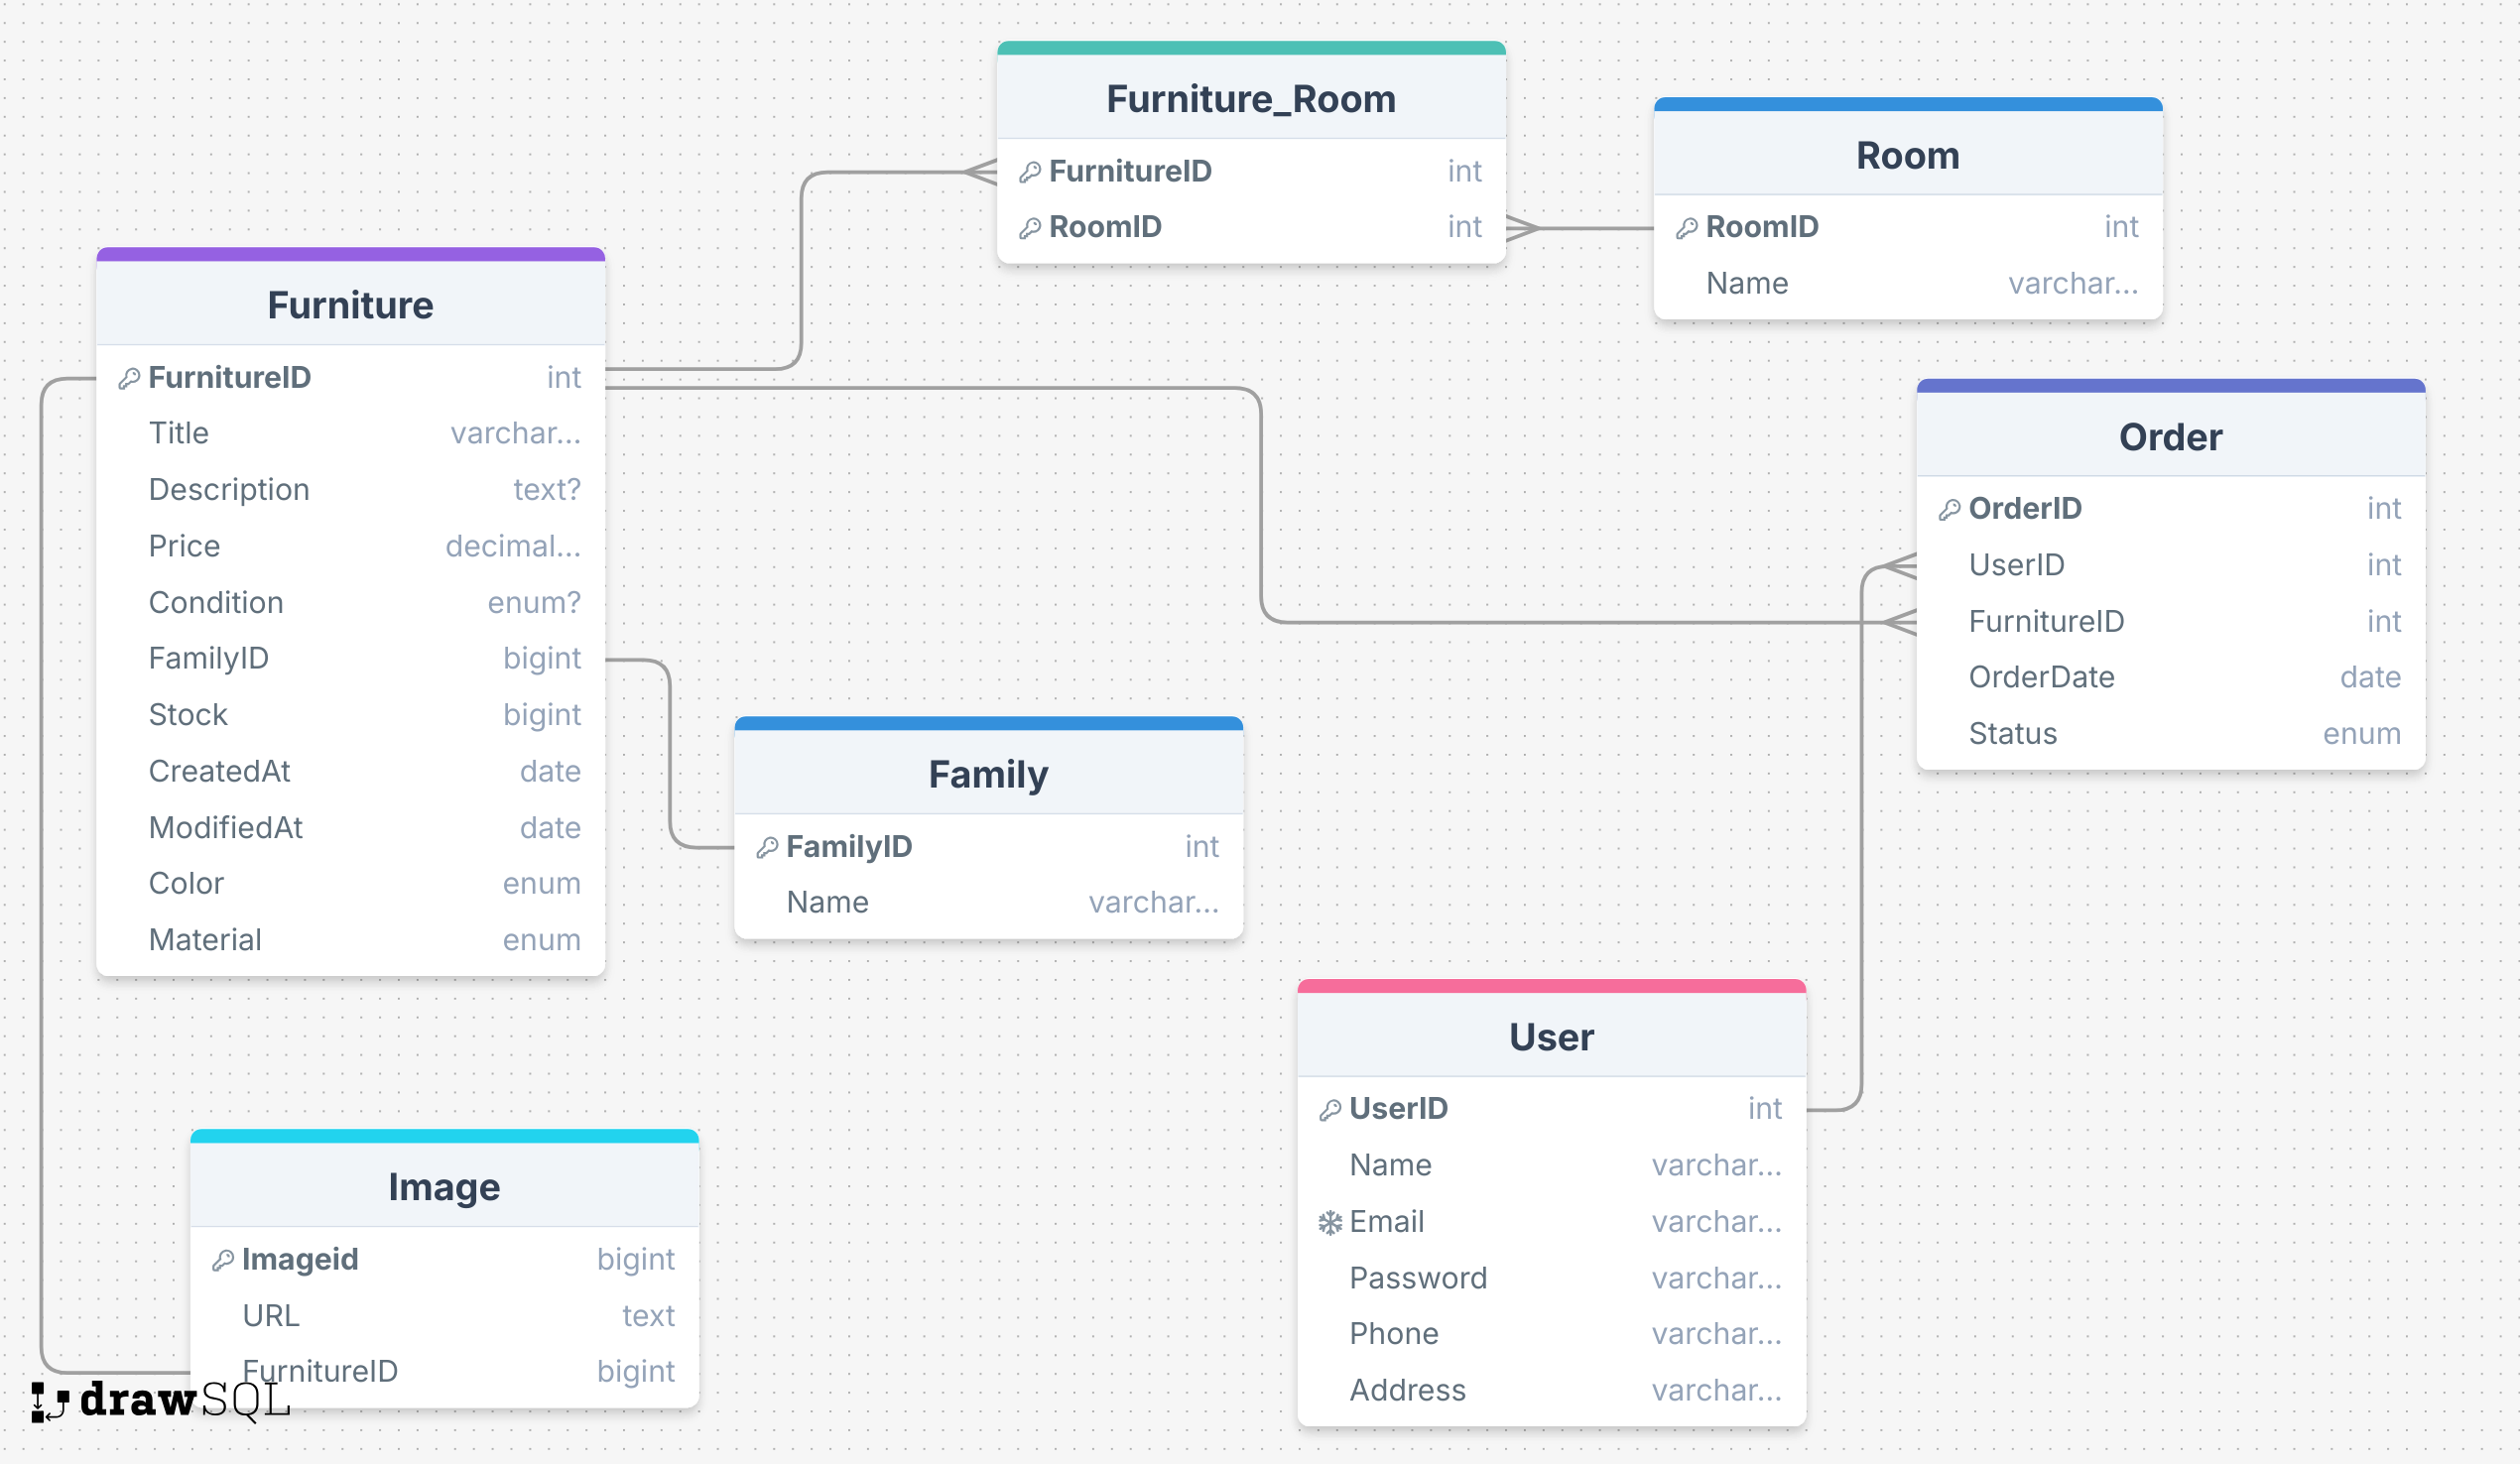 Furniture_Room
FurnitureID int
RoomID int
Room
RoomID int
Name varchar...
Furniture
FurnitureID int
Title varchar...
Description text?
Price decimal...
Condition enum?
FamilyID bigint
Stock bigint
CreatedAt date
ModifiedAt date
Color enum
Material enum
Order
OrderID int
UserID int
FurnitureID int
OrderDate date
Status enum
Family
FamilyID int
Name varchar...
User
UserID int
Name varchar...
Email varchar...
Password varchar...
Phone varchar...
Address varchar...
Image
Imageid bigint
URL text
FurnitureID bigint
drawSQL